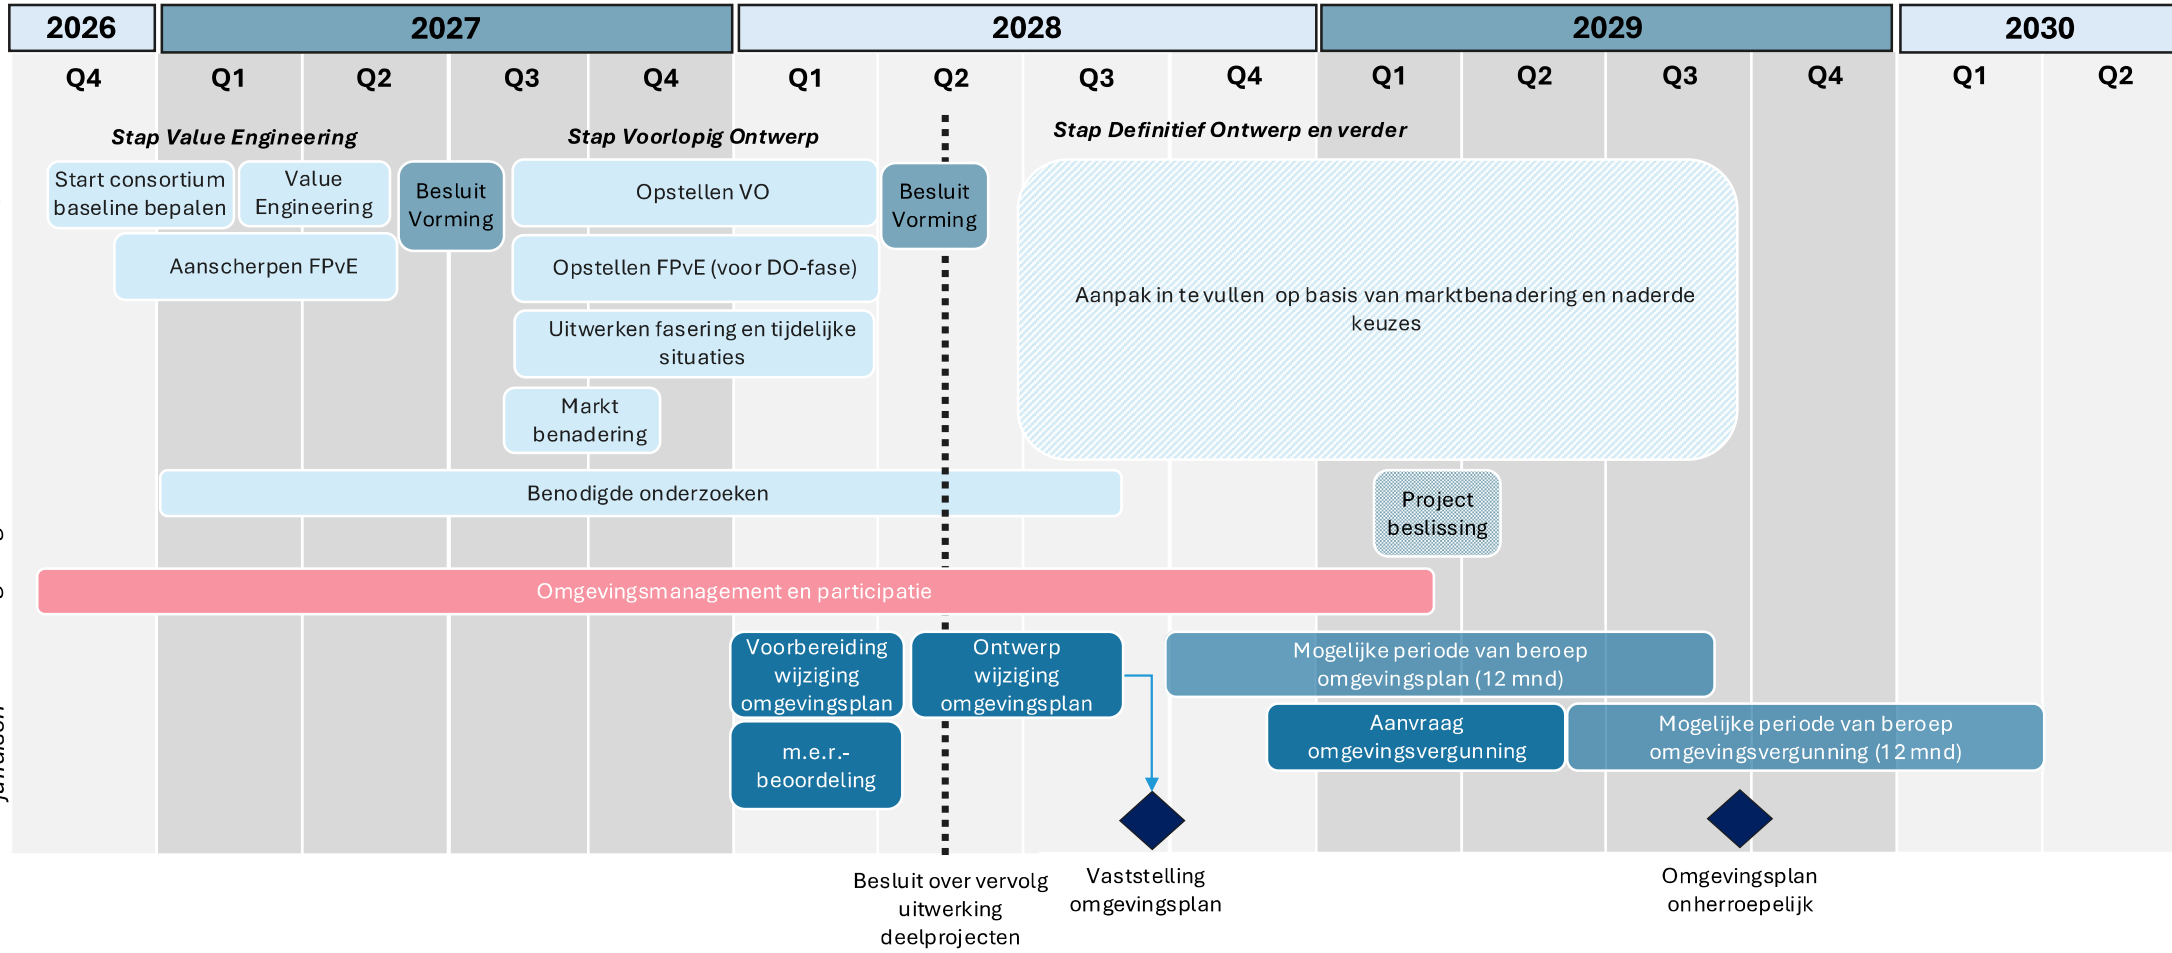 2026
2027
2028
2029
2030
Q4
Q1
Q2
Q3
Q4
Q1
Q2
Q3
Q4
Q1
Q2
Q3
Q4
Q1
Q2
Stap Value Engineering
Stap Voorlopig Ontwerp
Stap Definitief Ontwerp en verder
Start consortium
baseline bepalen
Value
Engineering
Besluit
Vorming
Opstellen VO
Besluit
Vorming
Aanscherpen FPvE
Opstellen FPvE (voor DO-fase)
Aanpak in te vullen op basis van marktbenadering en naderde
keuzes
Uitwerken fasering en tijdelijke
situaties
Markt
benadering
Benodigde onderzoeken
Project
beslissing
Omgevingsmanagement en participatie
Voorbereiding
wijziging
omgevingsplan
Ontwerp
wijziging
omgevingsplan
Mogelijke periode van beroep
omgevingsplan (12 mnd)
Aanvraag
omgevingsvergunning
Mogelijke periode van beroep
omgevingsvergunning (12 mnd)
m.e.r.-
beoordeling
Besluit over vervolg
uitwerking
deelprojecten
Vaststelling
omgevingsplan
Omgevingsplan
onherroepelijk